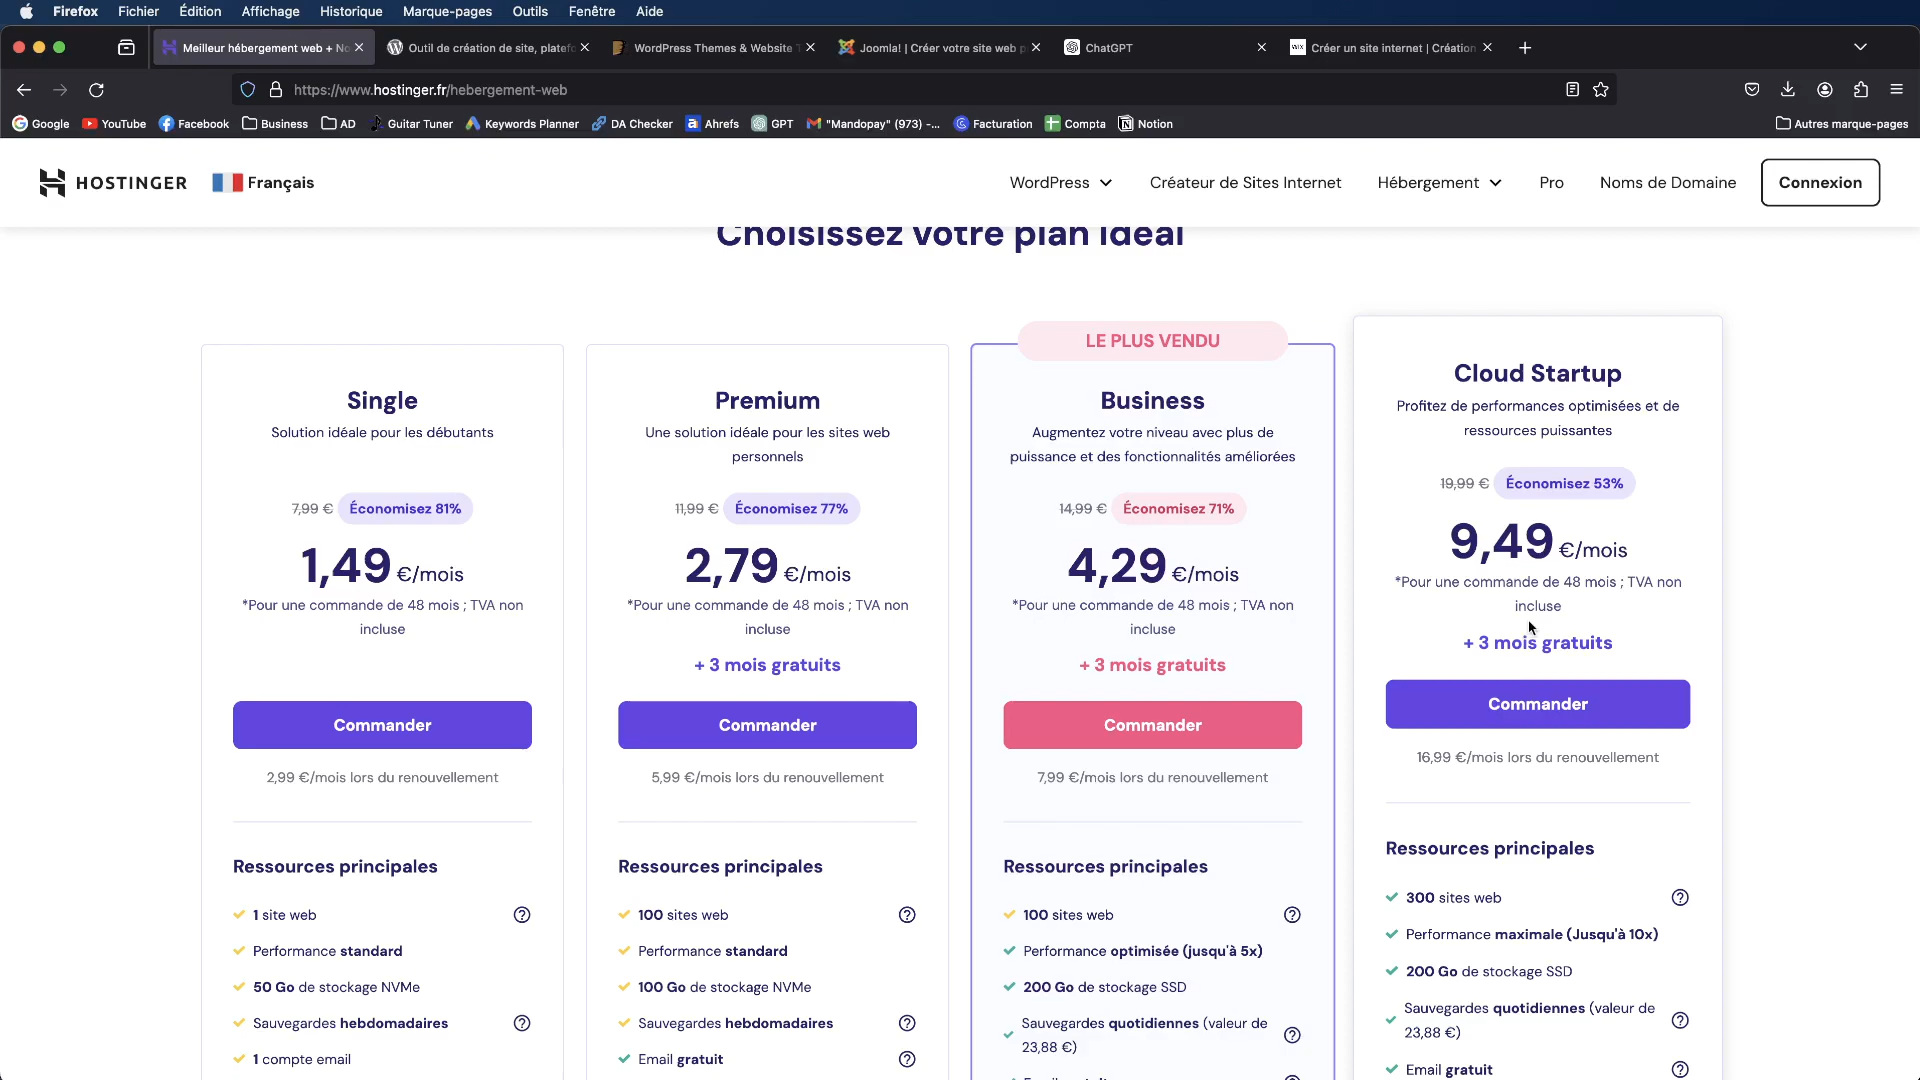 Firefox Fichier Édition Affichage Historique Marque-pages Outils Fenêtre Aide
Meilleur hébergement web + No
Outil de création de site, platefo
WordPress Themes & Website T
Joomla! | Créer votre site web p
ChatGPT
WIX Créer un site internet | Création
https://www.hostinger.fr/hebergement-web
Google YouTube Facebook Business AD Guitar Tuner Keywords Planner DA Checker Ahrefs GPT "Mandopay" (973) -... Facturation Compta Notion Autres marque-pages
HOSTINGER Français WordPress Créateur de Sites Internet Hébergement Pro Noms de Domaine Connexion
Choisissez votre plan idéal
Single
Solution idéale pour les débutants
7,99 € Économisez 81%
1,49 €/mois
*Pour une commande de 48 mois ; TVA non
incluse
Commander
2,99 €/mois lors du renouvellement
Ressources principales
1 site web
Performance standard
50 Go de stockage NVMe
Sauvegardes hebdomadaires
1 compte email
Premium
Une solution idéale pour les sites web
personnels
11,99 € Économisez 77%
2,79 €/mois
*Pour une commande de 48 mois ; TVA non
incluse
+ 3 mois gratuits
Commander
5,99 €/mois lors du renouvellement
Ressources principales
100 sites web
Performance standard
100 Go de stockage NVMe
Sauvegardes hebdomadaires
Email gratuit
LE PLUS VENDU
Business
Augmentez votre niveau avec plus de
puissance et des fonctionnalités améliorées
14,99 € Économisez 71%
4,29 €/mois
*Pour une commande de 48 mois ; TVA non
incluse
+ 3 mois gratuits
Commander
7,99 €/mois lors du renouvellement
Ressources principales
100 sites web
Performance optimisée (jusqu'à 5x)
200 Go de stockage SSD
Sauvegardes quotidiennes (valeur de
23,88 €)
Cloud Startup
Profitez de performances optimisées et de
ressources puissantes
19,99 € Économisez 53%
9,49 €/mois
*Pour une commande de 48 mois ; TVA non
incluse
+ 3 mois gratuits
Commander
16,99 €/mois lors du renouvellement
Ressources principales
300 sites web
Performance maximale (Jusqu'à 10x)
200 Go de stockage SSD
Sauvegardes quotidiennes (valeur de
23,88 €)
Email gratuit